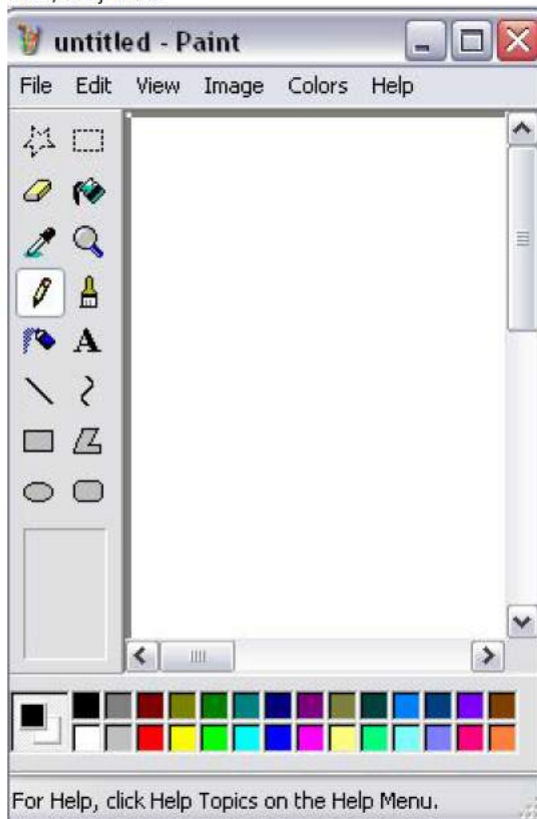 untitled - Paint
File Edit View Image Colors Help
A
For Help, click Help Topics on the Help Menu.